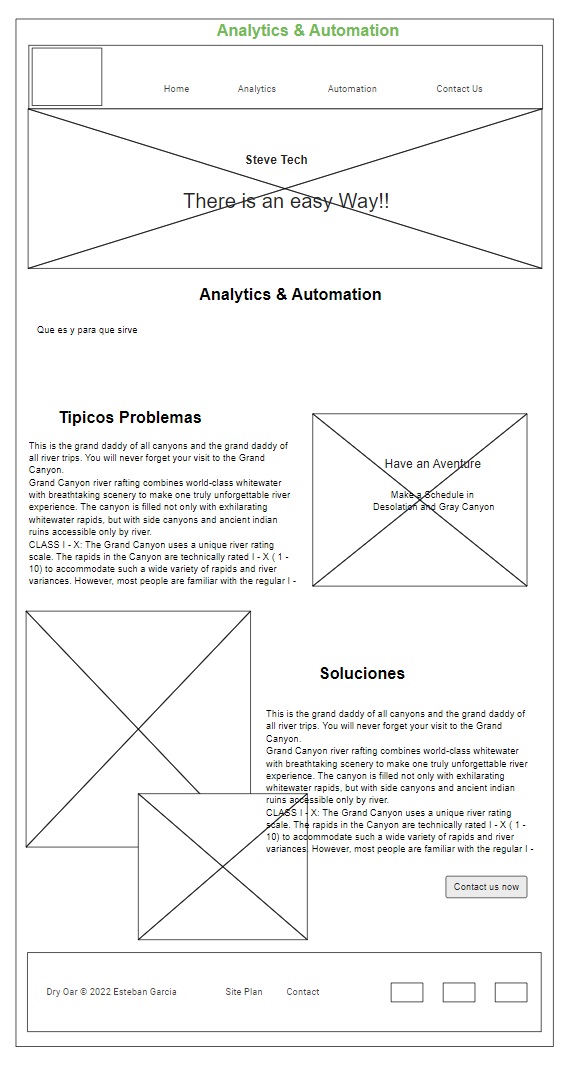 Analytics & Automation
Home Analytics Automation Contact Us
Steve Tech
There is an easy Way!!
Analytics & Automation
Que es y para que sirve
Tipicos Problemas
This is the grand daddy of all canyons and the grand daddy of
all river trips. You will never forget your visit to the Grand
Canyon.
Grand Canyon river rafting combines world-class whitewater
with breathtaking scenery to make one truly unforgettable river
experience. The canyon is filled not only with exhilarating
whitewater rapids, but with side canyons and ancient indian
ruins accessible only by river.
CLASS I - X: The Grand Canyon uses a unique river rating
scale. The rapids in the Canyon are technically rated I - X ( 1 -
10) to accommodate such a wide variety of rapids and river
variances. However, most people are familiar with the regular I -
Have an Aventure
Make a Schedule in
Desolation and Gray Canyon
Soluciones
This is the grand daddy of all canyons and the grand daddy of
all river trips. You will never forget your visit to the Grand
Canyon.
Grand Canyon river rafting combines world-class whitewater
with breathtaking scenery to make one truly unforgettable river
experience. The canyon is filled not only with exhilarating
whitewater rapids, but with side canyons and ancient indian
ruins accessible only by river.
CLASS I - X: The Grand Canyon uses a unique river rating
scale. The rapids in the Canyon are technically rated I - X ( 1 -
10) to accommodate such a wide variety of rapids and river
variances. However, most people are familiar with the regular I -
Contact us now
Dry Oar © 2022 Esteban Garcia Site Plan Contact